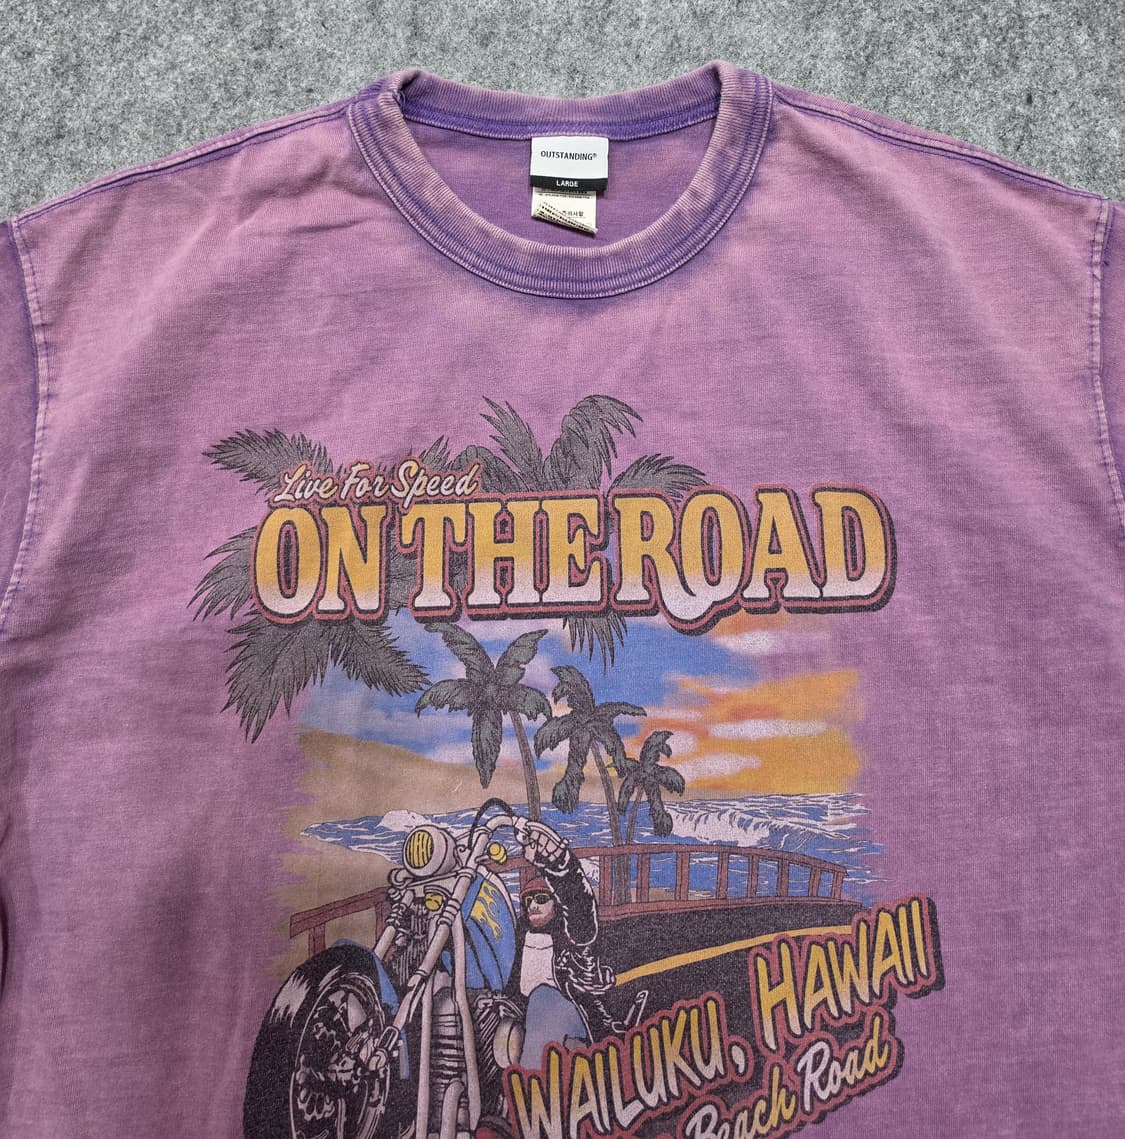 OUTSTANDING®
LARGE
Live For Speed
ON THE ROAD
WAILUKU, HAWAII
Beach Road